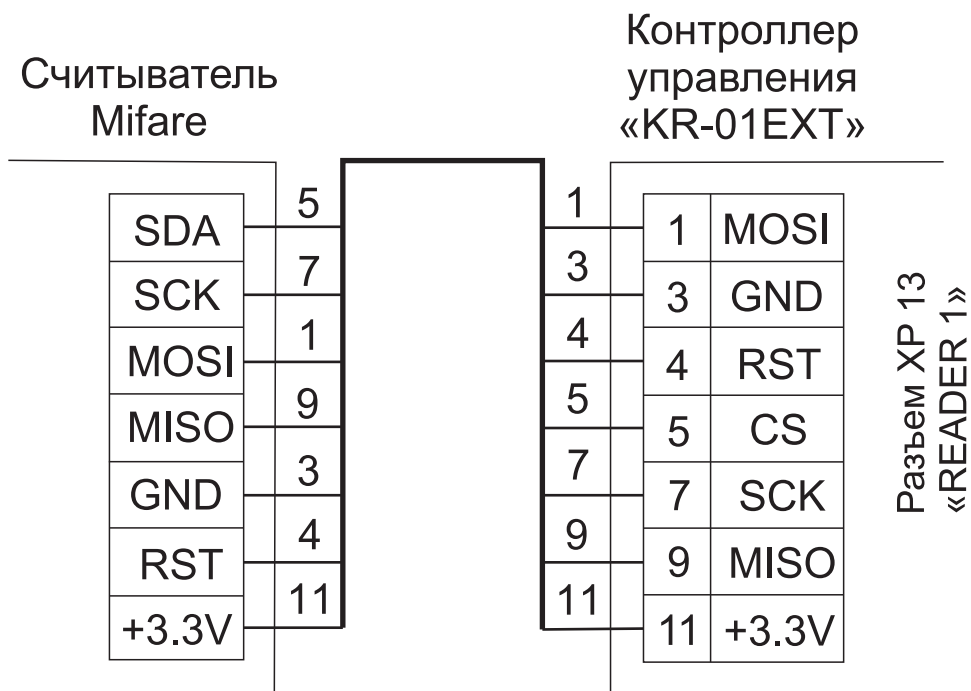 Считыватель
Mifare
Контроллер
управления
«KR-01EXT»
SDA 5
SCK 7
MOSI 1
MISO 9
GND 3
RST 4
+3.3V 11
1 1 MOSI
3 3 GND
4 4 RST
5 5 CS
7 7 SCK
9 9 MISO
11 11 +3.3V
Разъем XP 13
«READER 1»